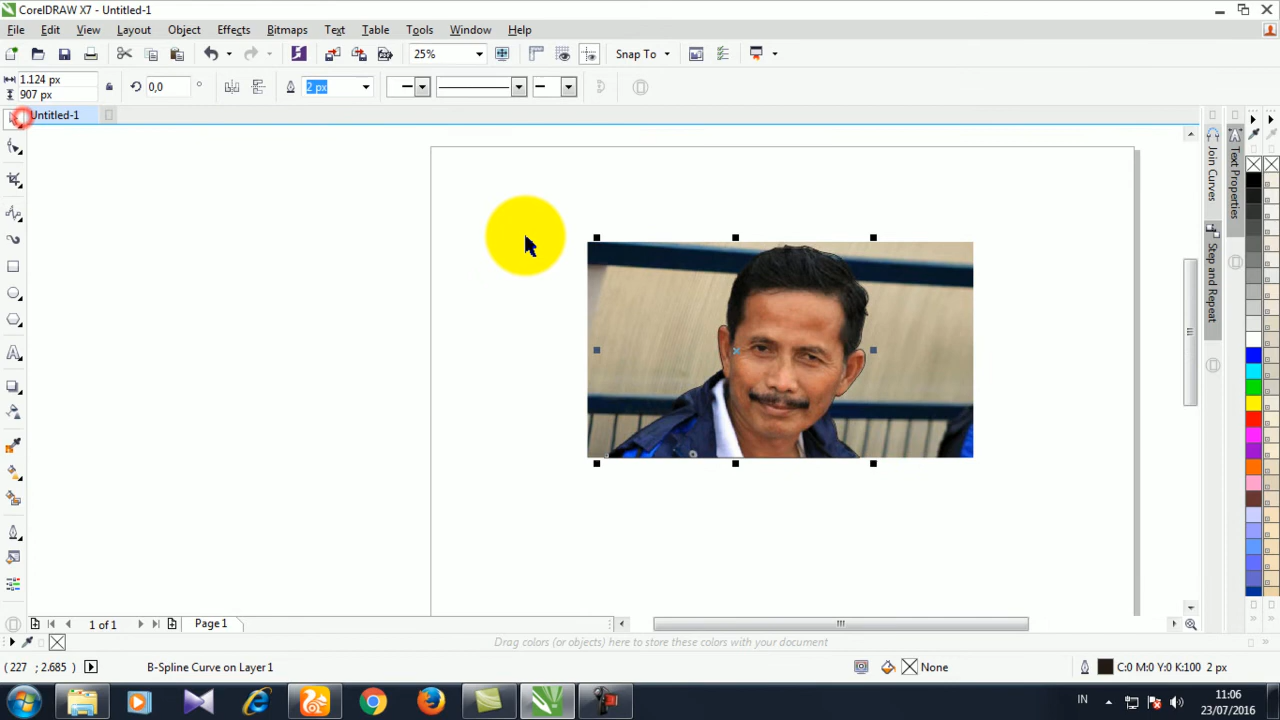 CorelDRAW X7 - Untitled-1
File Edit View Layout Object Effects Bitmaps Text Table Tools Window Help
25% Snap To
1.124 px
907 px
0,0 ° 2 px
Untitled-1
Join Curves
Text Properties
Step and Repeat
1 of 1 Page 1
Drag colors (or objects) here to store these colors with your document
( 227 ; 2.685 ) B-Spline Curve on Layer 1 None C:0 M:0 Y:0 K:100 2 px
IN 11:06
23/07/2016